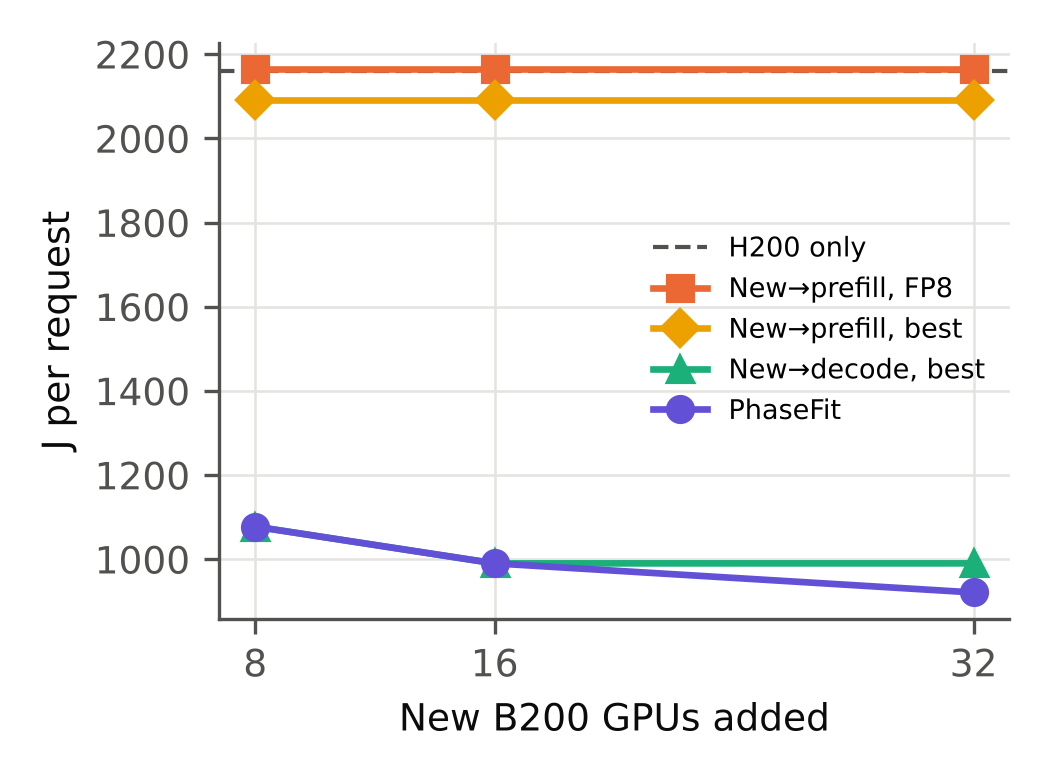 2200
2000
1800
1600
1400
1200
1000
J per request
H200 only
New→prefill, FP8
New→prefill, best
New→decode, best
PhaseFit
8 16 32
New B200 GPUs added